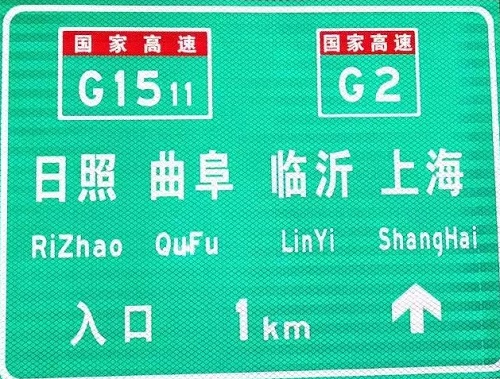 国家高速 国家高速
G1511 G2
日照 曲阜 临沂 上海
RiZhao QuFu LinYi ShangHai
入口 1km